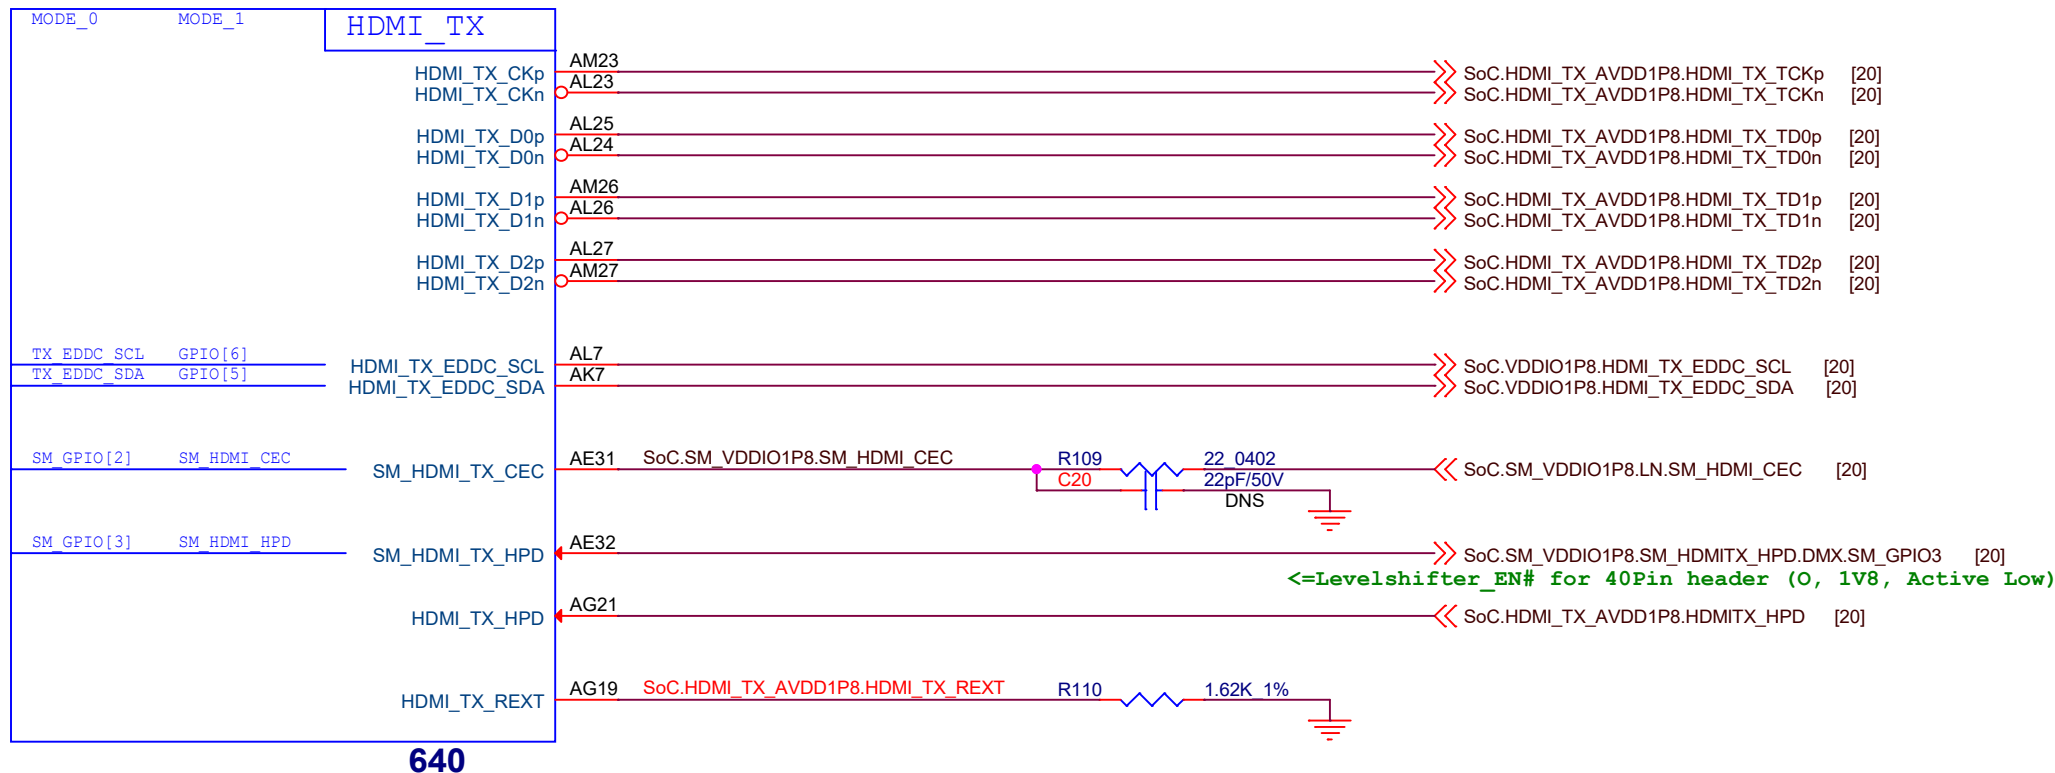 MODE_0 MODE_1 HDMI_TX
HDMI_TX_CKp AM23 SoC.HDMI_TX_AVDD1P8.HDMI_TX_TCKp [20]
HDMI_TX_CKn AL23 SoC.HDMI_TX_AVDD1P8.HDMI_TX_TCKn [20]
HDMI_TX_D0p AL25 SoC.HDMI_TX_AVDD1P8.HDMI_TX_TD0p [20]
HDMI_TX_D0n AL24 SoC.HDMI_TX_AVDD1P8.HDMI_TX_TD0n [20]
HDMI_TX_D1p AM26 SoC.HDMI_TX_AVDD1P8.HDMI_TX_TD1p [20]
HDMI_TX_D1n AL26 SoC.HDMI_TX_AVDD1P8.HDMI_TX_TD1n [20]
HDMI_TX_D2p AL27 SoC.HDMI_TX_AVDD1P8.HDMI_TX_TD2p [20]
HDMI_TX_D2n AM27 SoC.HDMI_TX_AVDD1P8.HDMI_TX_TD2n [20]
TX_EDDC_SCL GPIO[6] HDMI_TX_EDDC_SCL AL7 SoC.VDDIO1P8.HDMI_TX_EDDC_SCL [20]
TX_EDDC_SDA GPIO[5] HDMI_TX_EDDC_SDA AK7 SoC.VDDIO1P8.HDMI_TX_EDDC_SDA [20]
SM_GPIO[2] SM_HDMI_CEC SM_HDMI_TX_CEC AE31 SoC.SM_VDDIO1P8.SM_HDMI_CEC R109 22_0402 SoC.SM_VDDIO1P8.LN.SM_HDMI_CEC [20]
C20 22pF/50V
DNS
SM_GPIO[3] SM_HDMI_HPD SM_HDMI_TX_HPD AE32 SoC.SM_VDDIO1P8.SM_HDMITX_HPD.DMX.SM_GPIO3 [20]
<=Levelshifter_EN# for 40Pin header (O, 1V8, Active Low)
HDMI_TX_HPD AG21 SoC.HDMI_TX_AVDD1P8.HDMITX_HPD [20]
HDMI_TX_REXT AG19 SoC.HDMI_TX_AVDD1P8.HDMI_TX_REXT R110 1.62K_1%
640